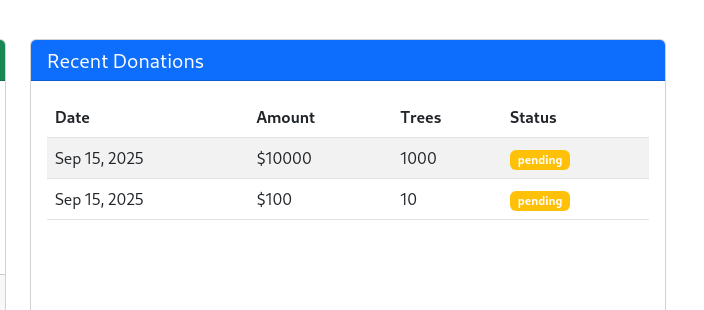 Recent Donations
Date Amount Trees Status
Sep 15, 2025 $10000 1000 pending
Sep 15, 2025 $100 10 pending